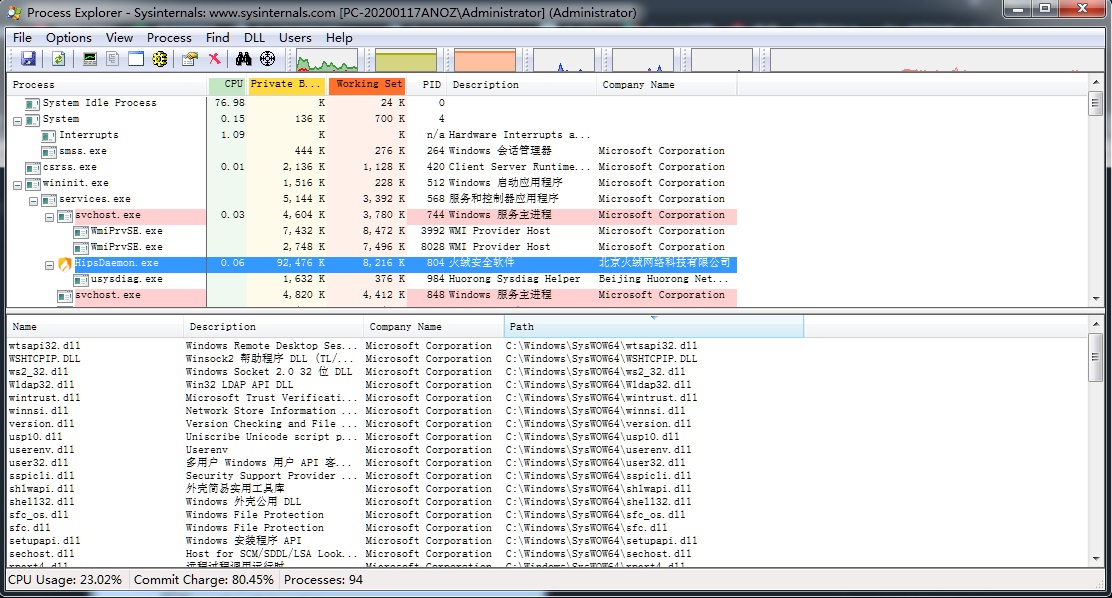 Process Explorer - Sysinternals: www.sysinternals.com [PC-20200117ANOZ\Administrator] (Administrator)
File Options View Process Find DLL Users Help
Process CPU Private B... Working Set PID Description Company Name
System Idle Process 76.98 K 24 K 0
System 0.15 136 K 700 K 4
Interrupts 1.09 K K n/a Hardware Interrupts a...
smss.exe 444 K 276 K 264 Windows 会话管理器 Microsoft Corporation
csrss.exe 0.01 2,136 K 1,128 K 420 Client Server Runtime... Microsoft Corporation
wininit.exe 1,516 K 228 K 512 Windows 启动应用程序 Microsoft Corporation
services.exe 5,144 K 3,392 K 568 服务和控制器应用程序 Microsoft Corporation
svchost.exe 0.03 4,604 K 3,780 K 744 Windows 服务主进程 Microsoft Corporation
WmiPrvSE.exe 7,432 K 8,472 K 3992 WMI Provider Host Microsoft Corporation
WmiPrvSE.exe 2,748 K 7,496 K 8028 WMI Provider Host Microsoft Corporation
HipsDaemon.exe 0.06 92,476 K 8,216 K 804 火绒安全软件 北京火绒网络科技有限公司
usysdiag.exe 1,632 K 376 K 984 Huorong Sysdiag Helper Beijing Huorong Net...
svchost.exe 4,820 K 4,412 K 848 Windows 服务主进程 Microsoft Corporation
Name Description Company Name Path
wtsapi32.dll Windows Remote Desktop Ses... Microsoft Corporation C:\Windows\SysWOW64\wtsapi32.dll
WSHTCPIP.DLL Winsock2 帮助程序 DLL (TL/... Microsoft Corporation C:\Windows\SysWOW64\WSHTCPIP.DLL
ws2_32.dll Windows Socket 2.0 32 位 DLL Microsoft Corporation C:\Windows\SysWOW64\ws2_32.dll
Wldap32.dll Win32 LDAP API DLL Microsoft Corporation C:\Windows\SysWOW64\Wldap32.dll
wintrust.dll Microsoft Trust Verificati... Microsoft Corporation C:\Windows\SysWOW64\wintrust.dll
winnsi.dll Network Store Information ... Microsoft Corporation C:\Windows\SysWOW64\winnsi.dll
version.dll Version Checking and File ... Microsoft Corporation C:\Windows\SysWOW64\version.dll
usp10.dll Uniscribe Unicode script p... Microsoft Corporation C:\Windows\SysWOW64\usp10.dll
userenv.dll Userenv Microsoft Corporation C:\Windows\SysWOW64\userenv.dll
user32.dll 多用户 Windows 用户 API 客... Microsoft Corporation C:\Windows\SysWOW64\user32.dll
sspicli.dll Security Support Provider ... Microsoft Corporation C:\Windows\SysWOW64\sspicli.dll
shlwapi.dll 外壳简易实用工具库 Microsoft Corporation C:\Windows\SysWOW64\shlwapi.dll
shell32.dll Windows 外壳公用 DLL Microsoft Corporation C:\Windows\SysWOW64\shell32.dll
sfc_os.dll Windows File Protection Microsoft Corporation C:\Windows\SysWOW64\sfc_os.dll
sfc.dll Windows File Protection Microsoft Corporation C:\Windows\SysWOW64\sfc.dll
setupapi.dll Windows 安装程序 API Microsoft Corporation C:\Windows\SysWOW64\setupapi.dll
sechost.dll Host for SCM/SDDL/LSA Look... Microsoft Corporation C:\Windows\SysWOW64\sechost.dll
rpcrt4.dll 远程过程调用运行时 Microsoft Corporation C:\Windows\SysWOW64\rpcrt4.dll
CPU Usage: 23.02% Commit Charge: 80.45% Processes: 94